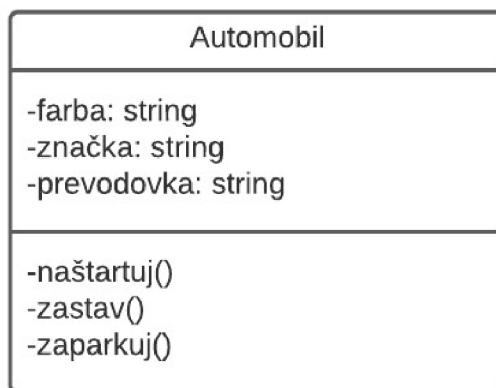 Automobil
-farba: string
-značka: string
-prevodovka: string
-naštartuj()
-zastav()
-zaparkuj()